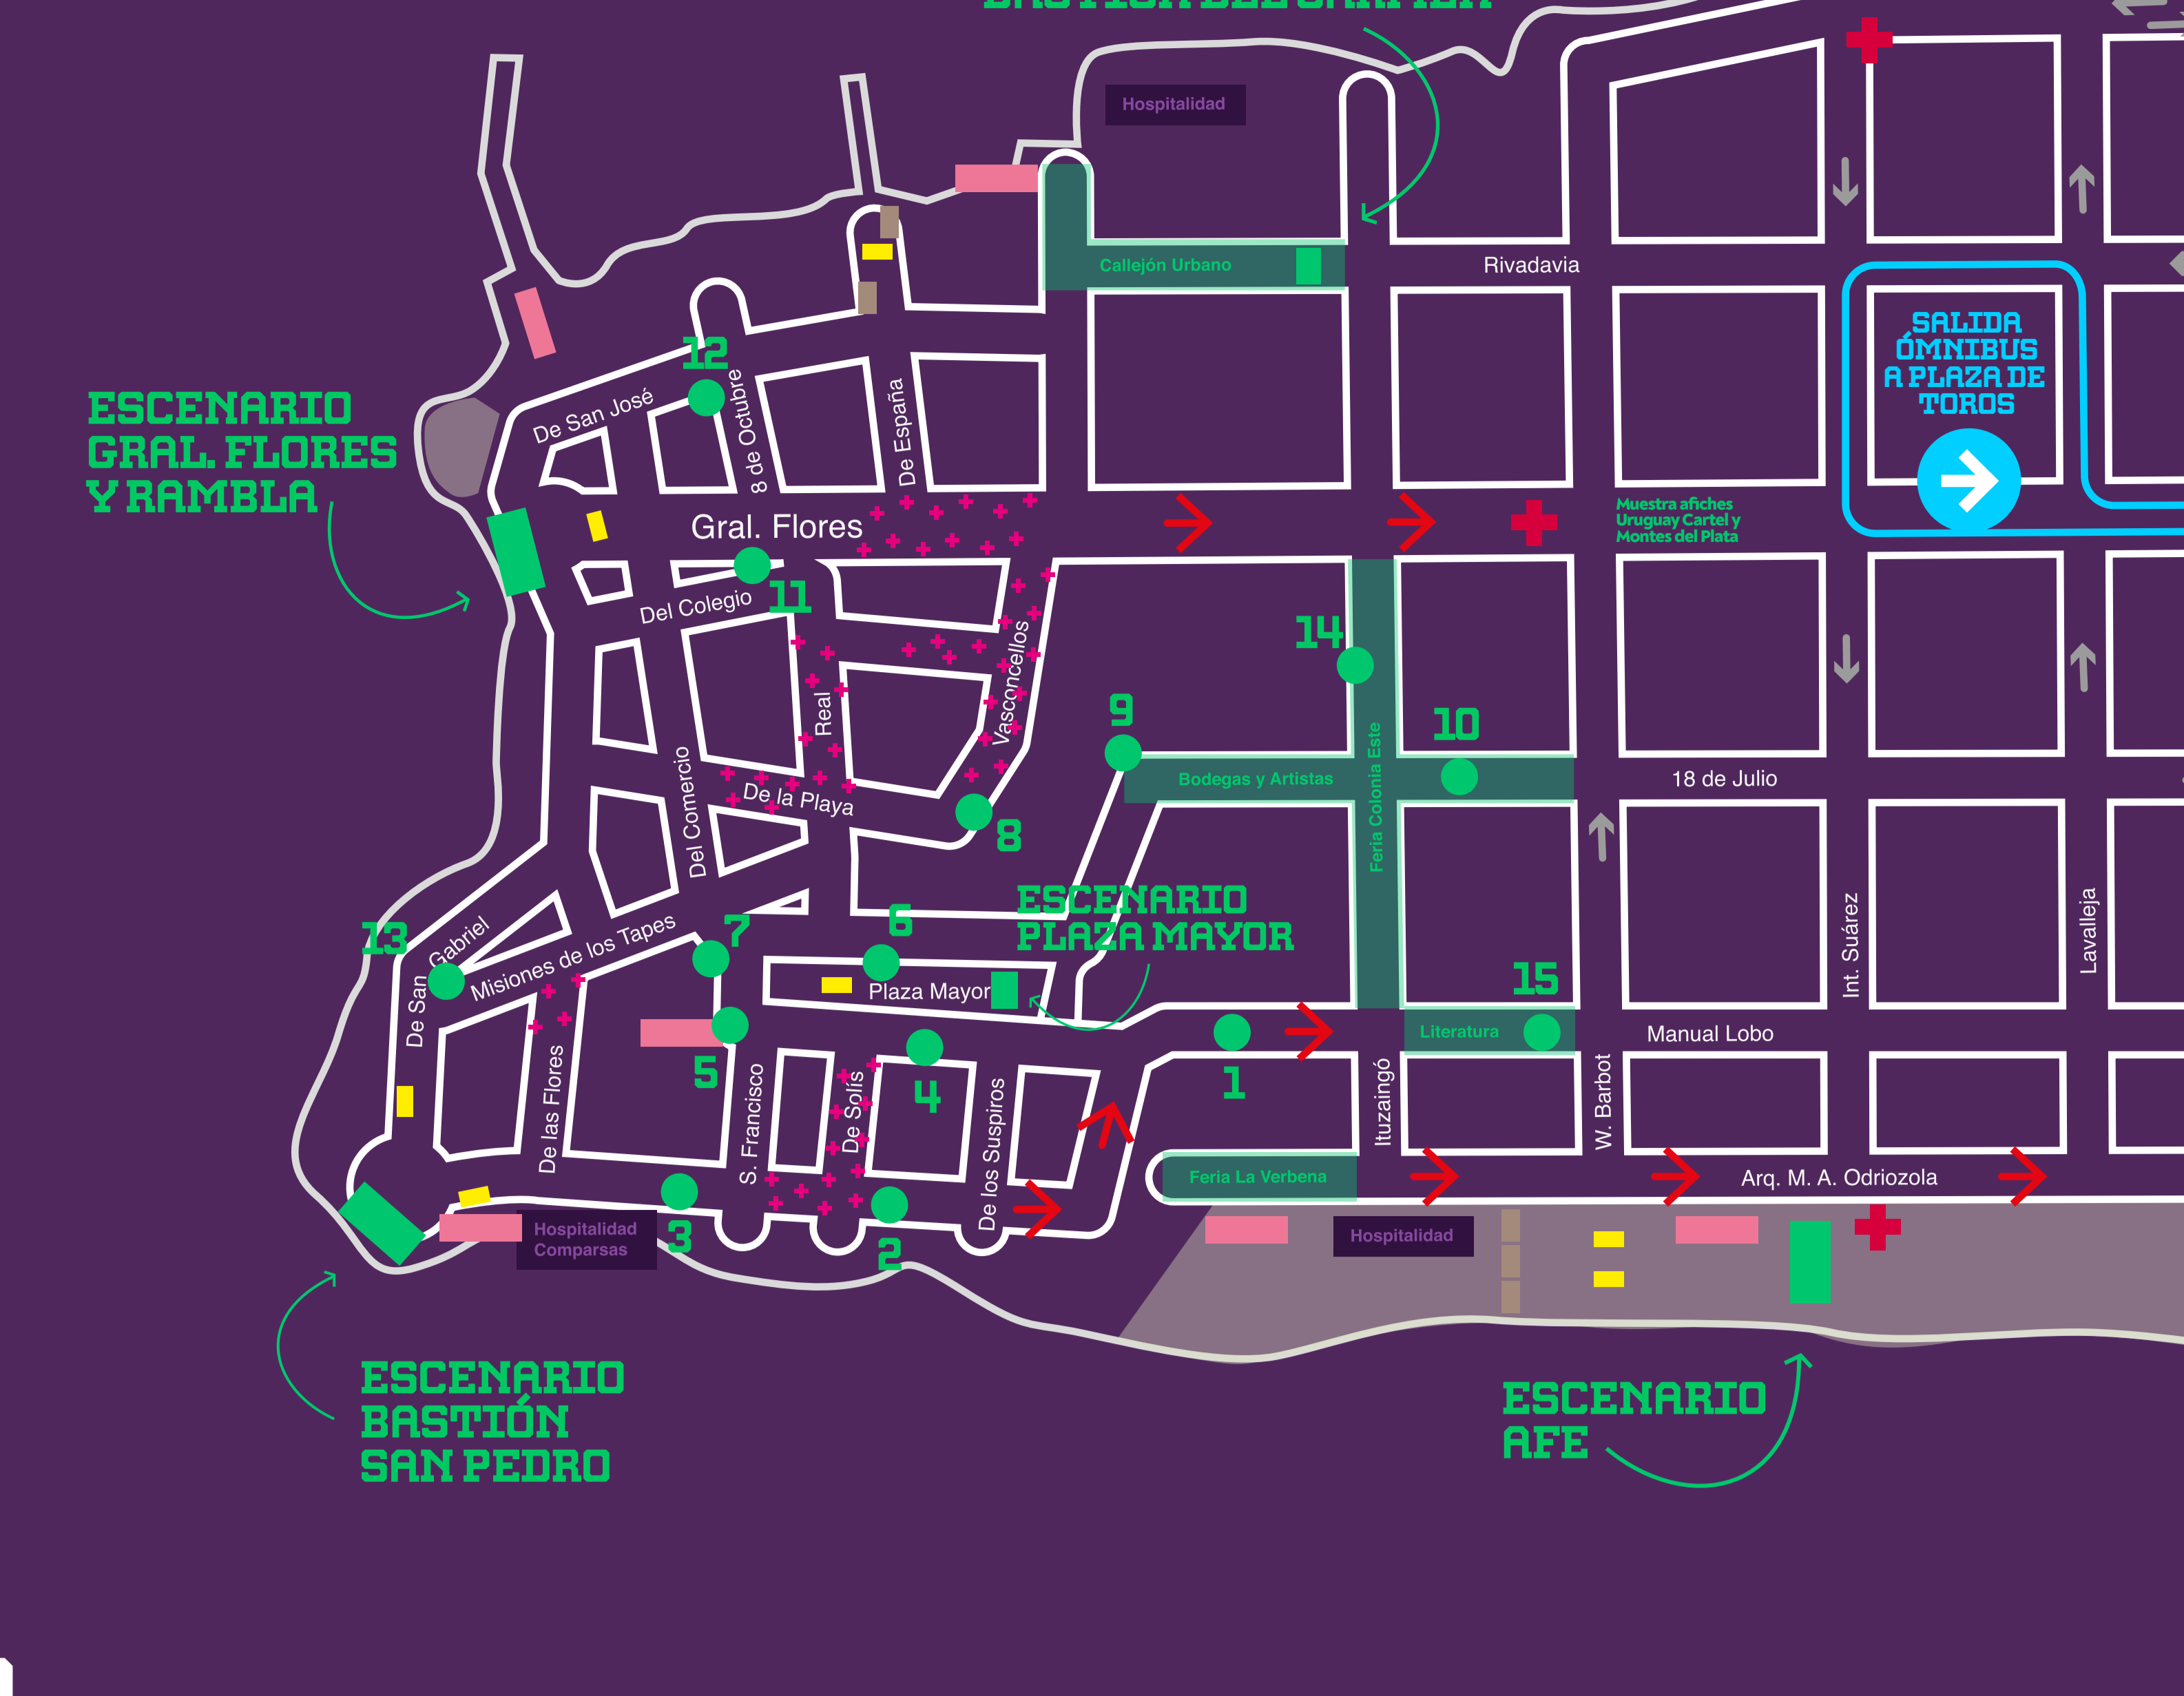 Hospitalidad
Callejón Urbano
Rivadavia
SALIDA
ÓMNIBUS
A PLAZA DE
TOROS
12
De San José
8 de Octubre
De España
ESCENARIO
GRAL. FLORES
Y RAMBLA
Gral. Flores
Muestra afiches
Uruguay Cartel y
Montes del Plata
11
Del Colegio
14
Real
Vasconcellos
9
10
Feria Colonia Este
Bodegas y Artistas
18 de Julio
De la Playa
Del Comercio
8
ESCENARIO
PLAZA MAYOR
13
De San Gabriel
Misiones de los Tapes
7
6
Plaza Mayor
15
Int. Suárez
Lavalleja
Literatura
Manual Lobo
5
4
1
De las Flores
S. Francisco
De Solís
De los Suspiros
Ituzaingó
W. Barbot
Feria La Verbena
Arq. M. A. Odriozola
Hospitalidad
Comparsas
3
2
Hospitalidad
ESCENARIO
BASTIÓN
SAN PEDRO
ESCENARIO
AFE